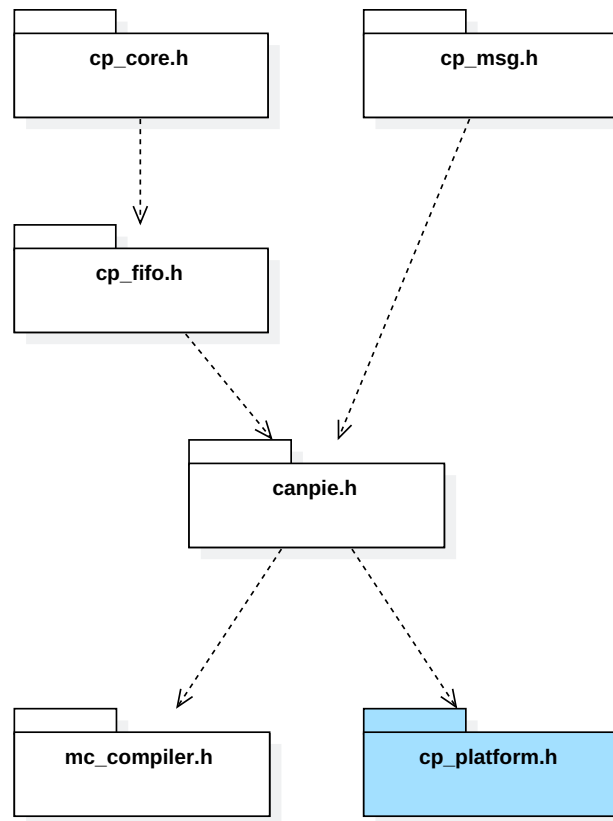 cp_core.h
cp_msg.h
cp_fifo.h
canpie.h
mc_compiler.h
cp_platform.h